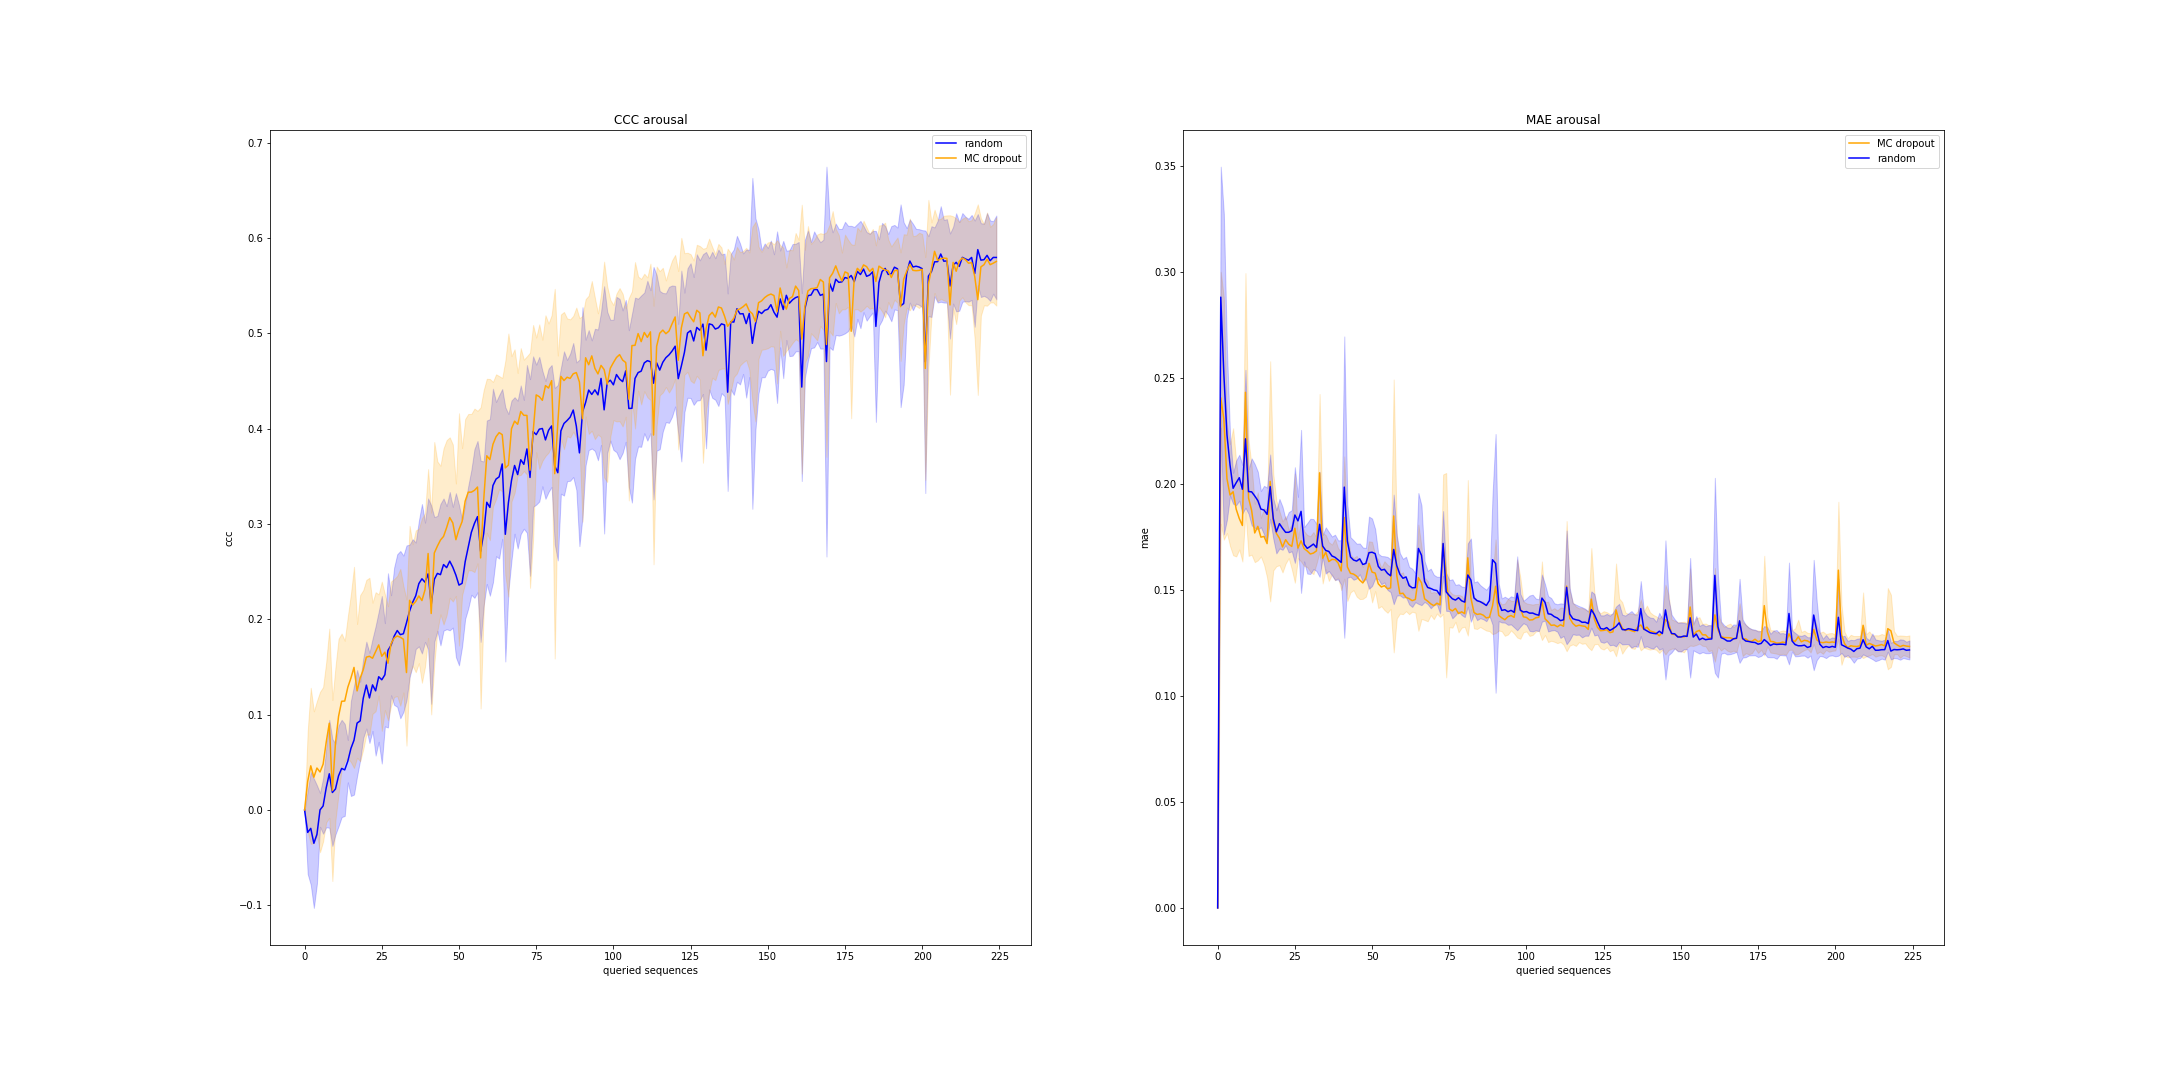 CCC arousal
random
MC dropout
0.7
0.6
0.5
0.4
0.3
0.2
0.1
0.0
−0.1
ccc
0 25 50 75 100 125 150 175 200 225
queried sequences
MAE arousal
MC dropout
random
0.35
0.30
0.25
0.20
0.15
0.10
0.05
0.00
mae
0 25 50 75 100 125 150 175 200 225
queried sequences